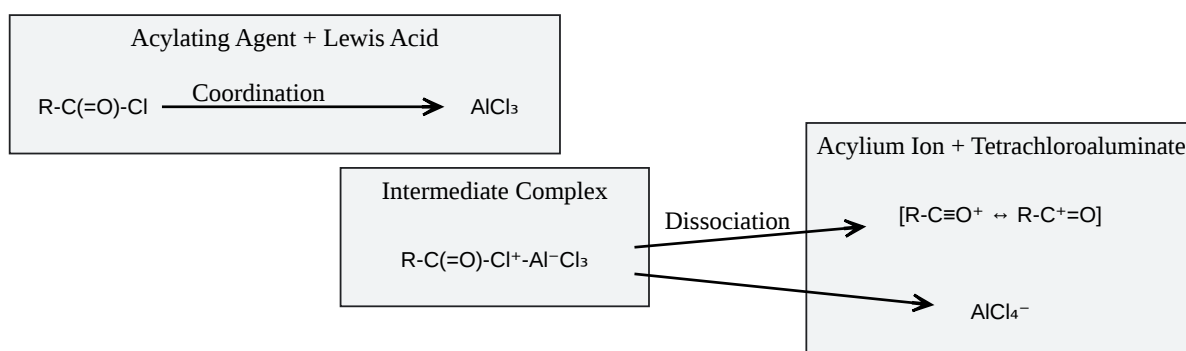 Acylating Agent + Lewis Acid
R-C(=O)-Cl
Coordination
AlCl₃
Intermediate Complex
R-C(=O)-Cl⁺-Al⁻Cl₃
Dissociation
Acylium Ion + Tetrachloroaluminate
[R-C≡O⁺ ↔ R-C⁺=O]
AlCl₄⁻